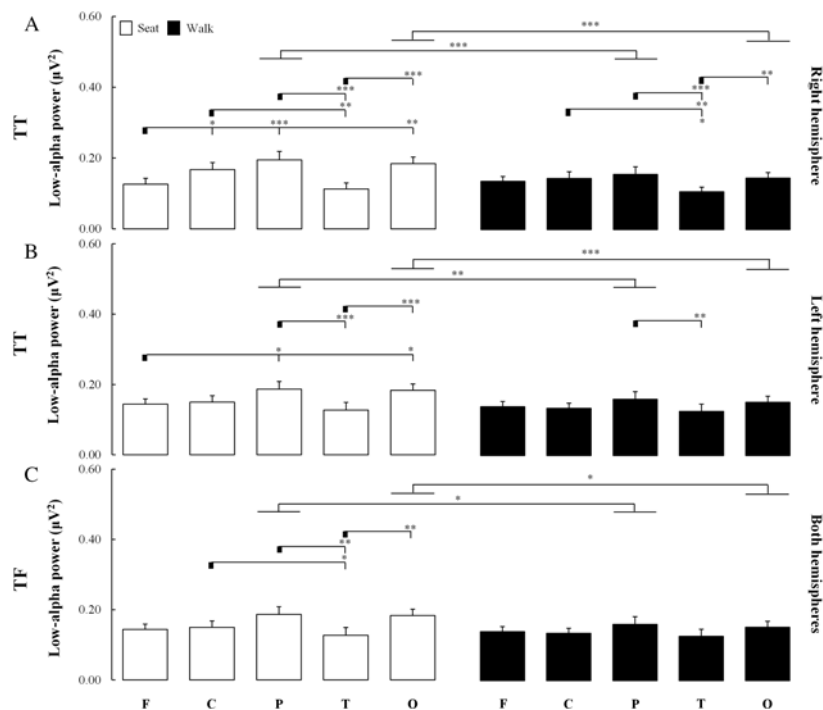 A
Seat Walk
***
***
0.60
0.40
0.20
0.00
TT
Low-alpha power (µV²)
Right hemisphere
*** *** ** * *** **
** *** ** *
B
***
**
0.60
0.40
0.20
0.00
TT
Low-alpha power (µV²)
Left hemisphere
*** *** * *
**
C
*
*
0.60
0.40
0.20
0.00
TF
Low-alpha power (µV²)
Both hemispheres
** ** *
F C P T O F C P T O